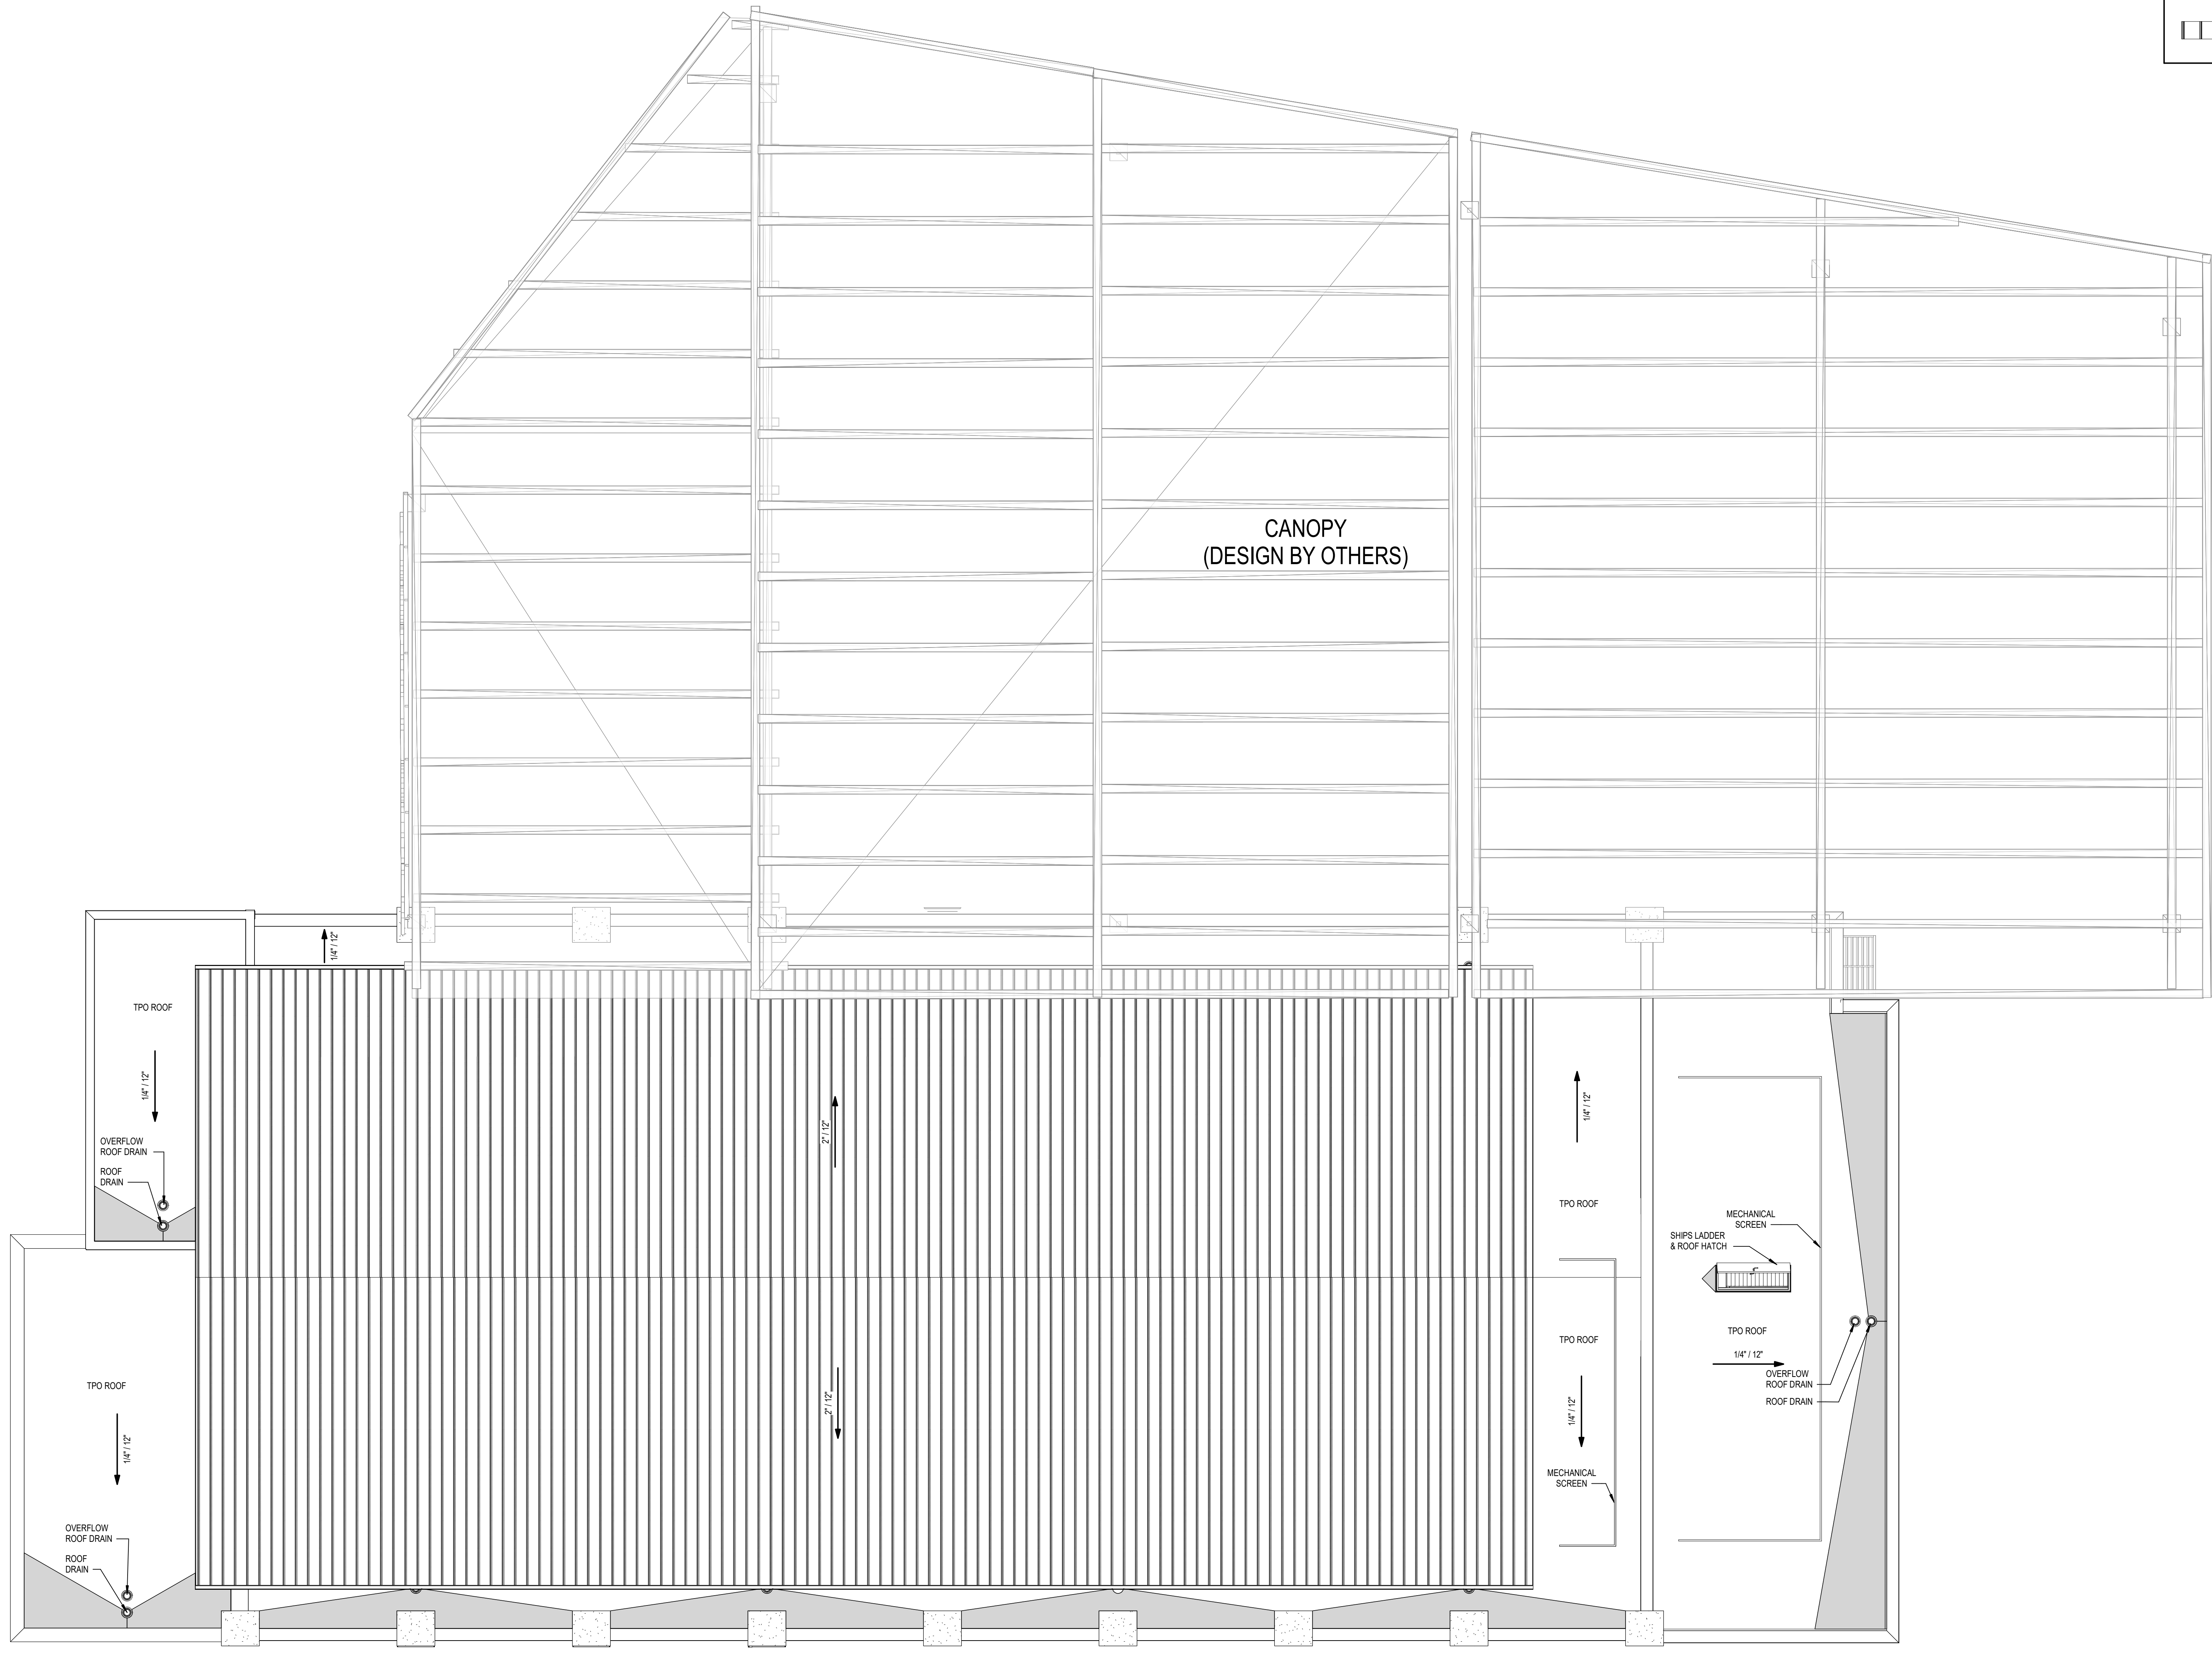 CANOPY
(DESIGN BY OTHERS)
1/4" / 12"
TPO ROOF
1/4" / 12"
OVERFLOW
ROOF DRAIN
ROOF
DRAIN
TPO ROOF
1/4" / 12"
OVERFLOW
ROOF DRAIN
ROOF
DRAIN
2" / 12"
2" / 12"
1/4" / 12"
TPO ROOF
TPO ROOF
1/4" / 12"
MECHANICAL
SCREEN
MECHANICAL
SCREEN
SHIPS LADDER
& ROOF HATCH
TPO ROOF
1/4" / 12"
OVERFLOW
ROOF DRAIN
ROOF DRAIN